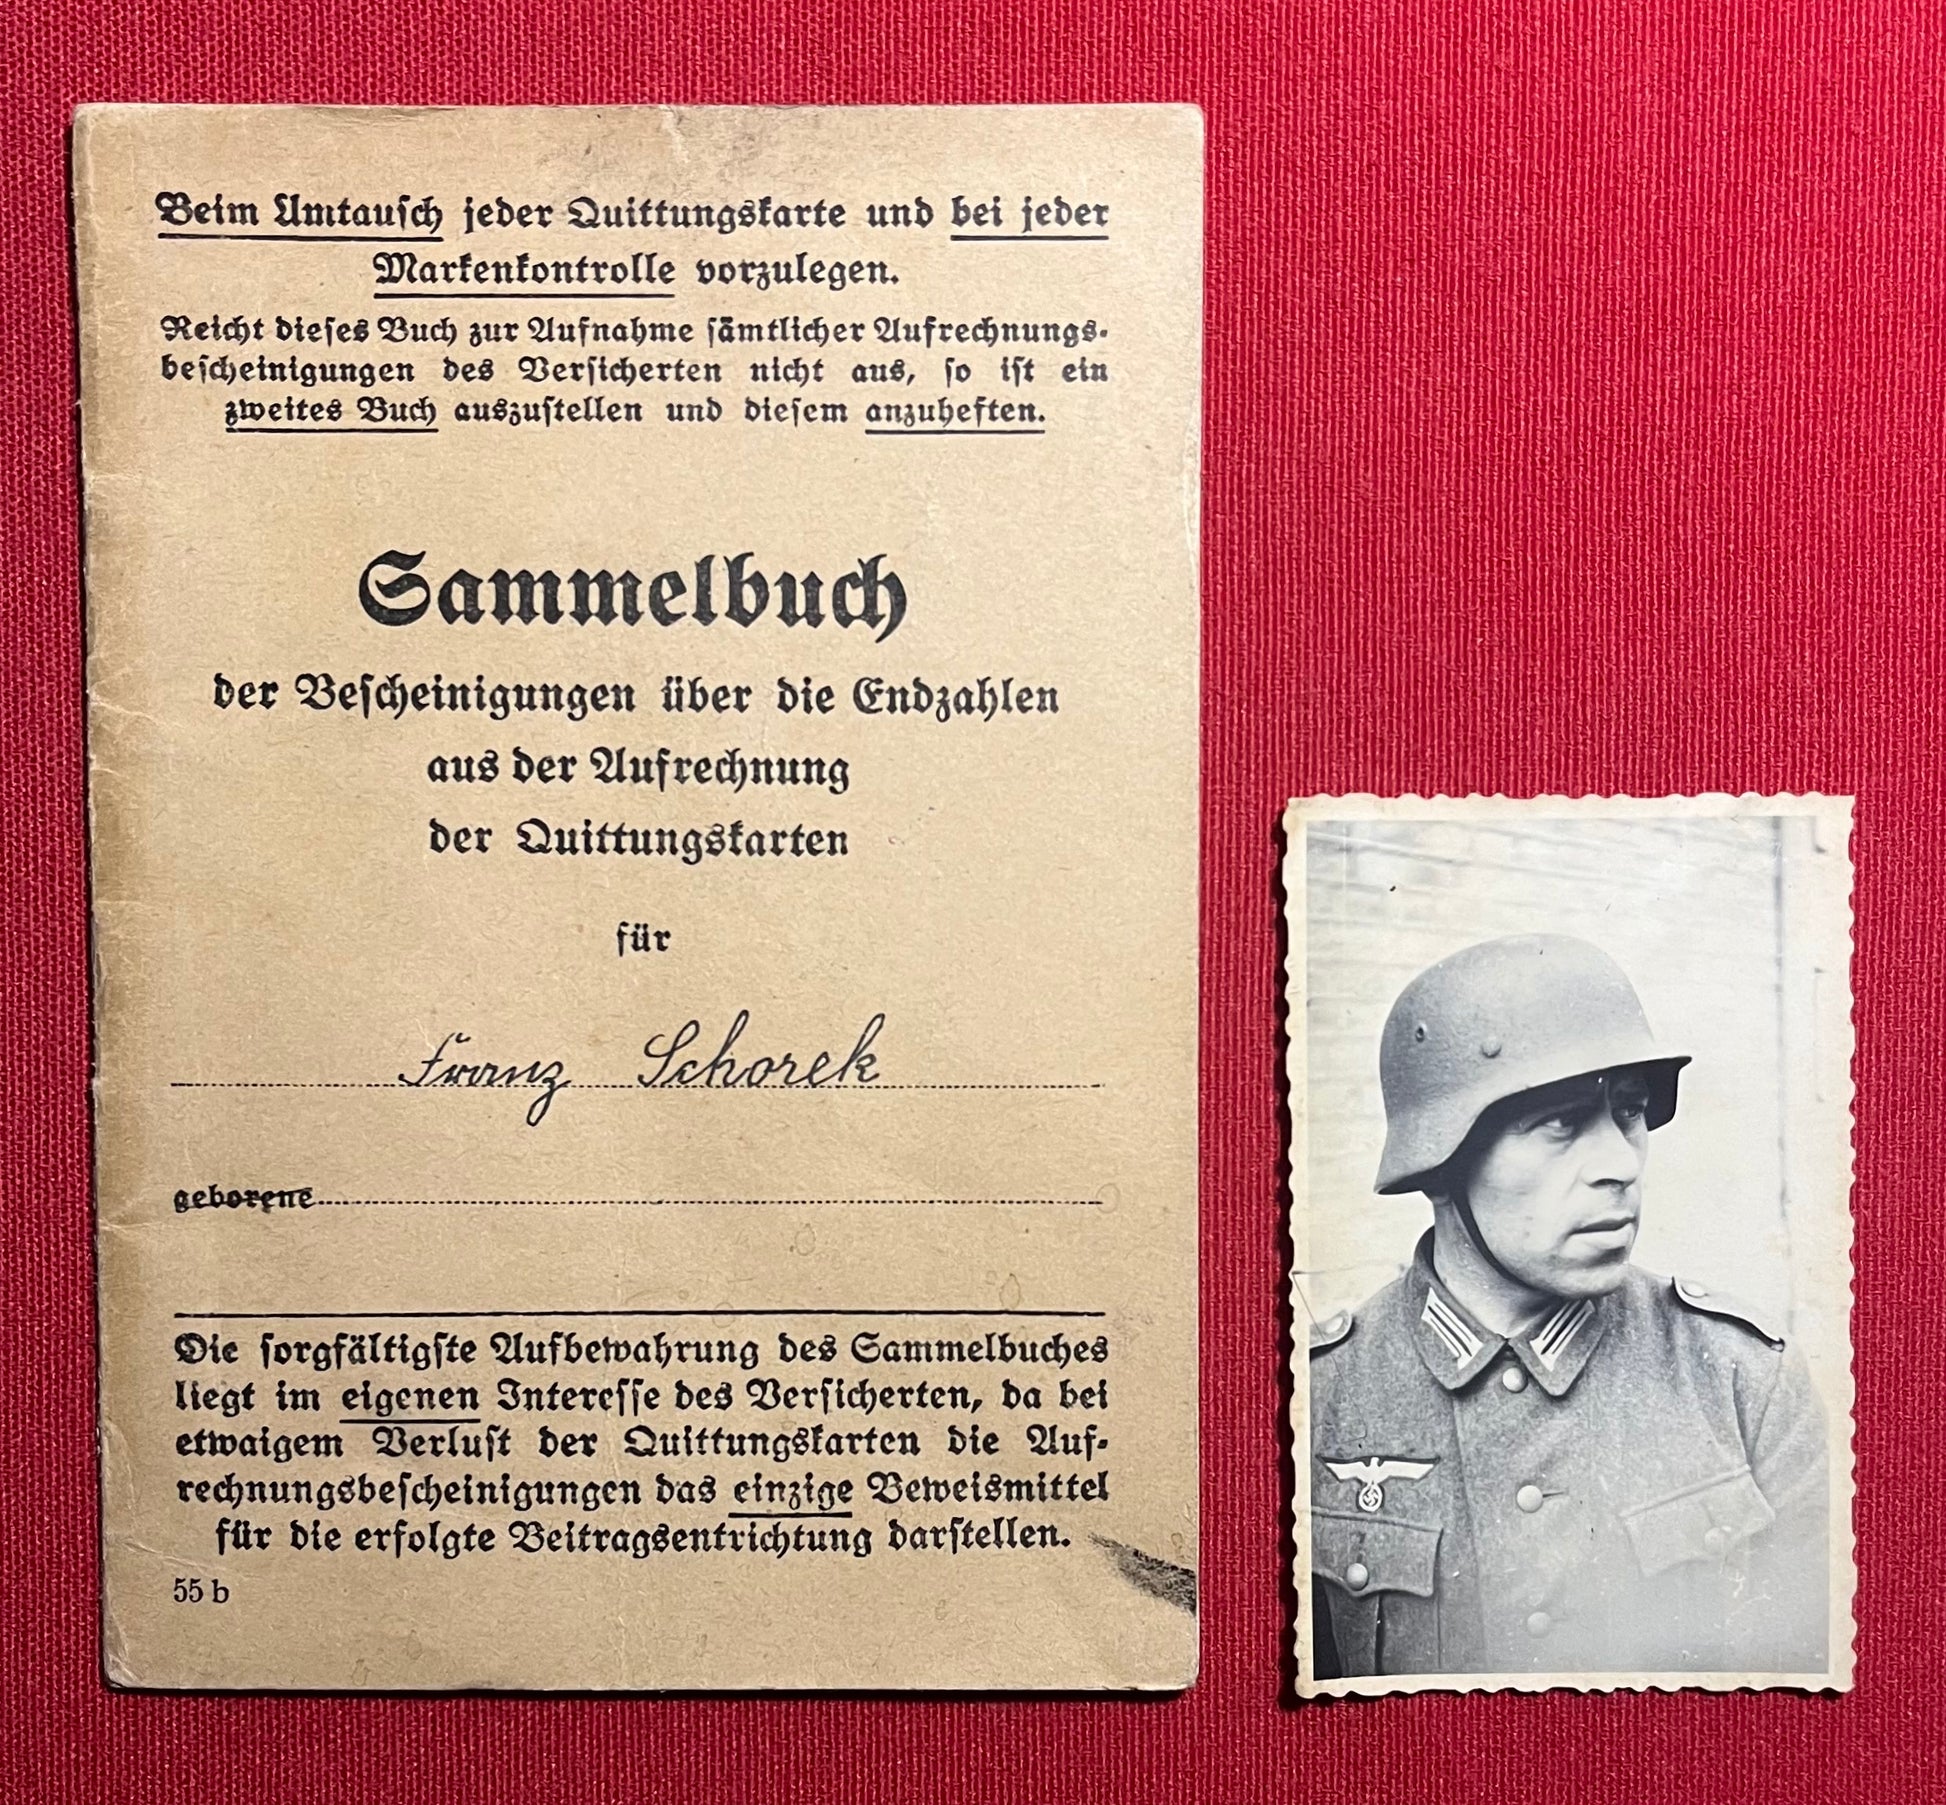 Beim Umtausch jeder Quittungskarte und bei jeder
Markenkontrolle vorzulegen.
Reicht dieses Buch zur Aufnahme sämtlicher Aufrechnungs-
bescheinigungen des Versicherten nicht aus, so ist ein
zweites Buch auszustellen und diesem anzuheften.
Sammelbuch
der Bescheinigungen über die Endzahlen
aus der Aufrechnung
der Quittungskarten
für
Franz Schorek
geborene
Die sorgfältigste Aufbewahrung des Sammelbuches
liegt im eigenen Interesse des Versicherten, da bei
etwaigem Verlust der Quittungskarten die Auf-
rechnungsbescheinigungen das einzige Beweismittel
für die erfolgte Beitragsentrichtung darstellen.
55 b